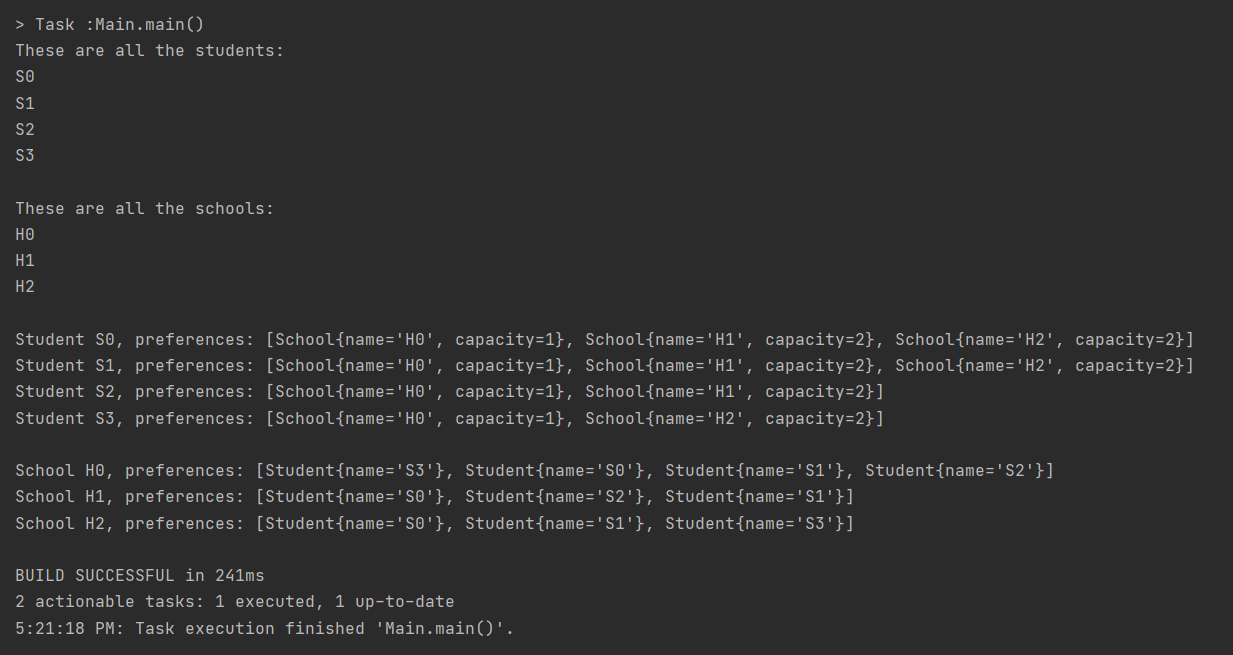 > Task :Main.main()
These are all the students:
S0
S1
S2
S3
These are all the schools:
H0
H1
H2
Student S0, preferences: [School{name='H0', capacity=1}, School{name='H1', capacity=2}, School{name='H2', capacity=2}]
Student S1, preferences: [School{name='H0', capacity=1}, School{name='H1', capacity=2}, School{name='H2', capacity=2}]
Student S2, preferences: [School{name='H0', capacity=1}, School{name='H1', capacity=2}]
Student S3, preferences: [School{name='H0', capacity=1}, School{name='H2', capacity=2}]
School H0, preferences: [Student{name='S3'}, Student{name='S0'}, Student{name='S1'}, Student{name='S2'}]
School H1, preferences: [Student{name='S0'}, Student{name='S2'}, Student{name='S1'}]
School H2, preferences: [Student{name='S0'}, Student{name='S1'}, Student{name='S3'}]
BUILD SUCCESSFUL in 241ms
2 actionable tasks: 1 executed, 1 up-to-date
5:21:18 PM: Task execution finished 'Main.main()'.